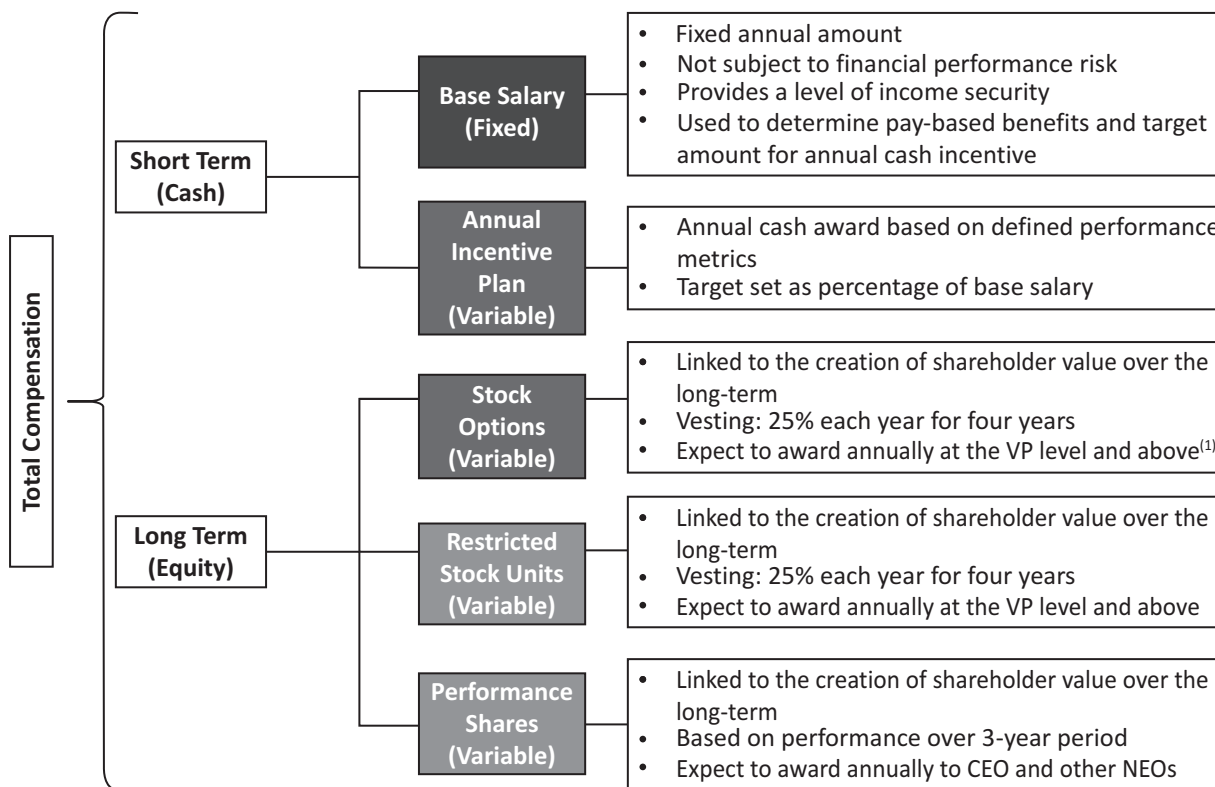 Total Compensation
Short Term
(Cash)
Base Salary
(Fixed)
• Fixed annual amount
• Not subject to financial performance risk
• Provides a level of income security
• Used to determine pay-based benefits and target
amount for annual cash incentive
Annual
Incentive
Plan
(Variable)
• Annual cash award based on defined performance
metrics
• Target set as percentage of base salary
Long Term
(Equity)
Stock
Options
(Variable)
• Linked to the creation of shareholder value over the
long-term
• Vesting: 25% each year for four years
• Expect to award annually at the VP level and above(1)
Restricted
Stock Units
(Variable)
• Linked to the creation of shareholder value over the
long-term
• Vesting: 25% each year for four years
• Expect to award annually at the VP level and above
Performance
Shares
(Variable)
• Linked to the creation of shareholder value over the
long-term
• Based on performance over 3-year period
• Expect to award annually to CEO and other NEOs